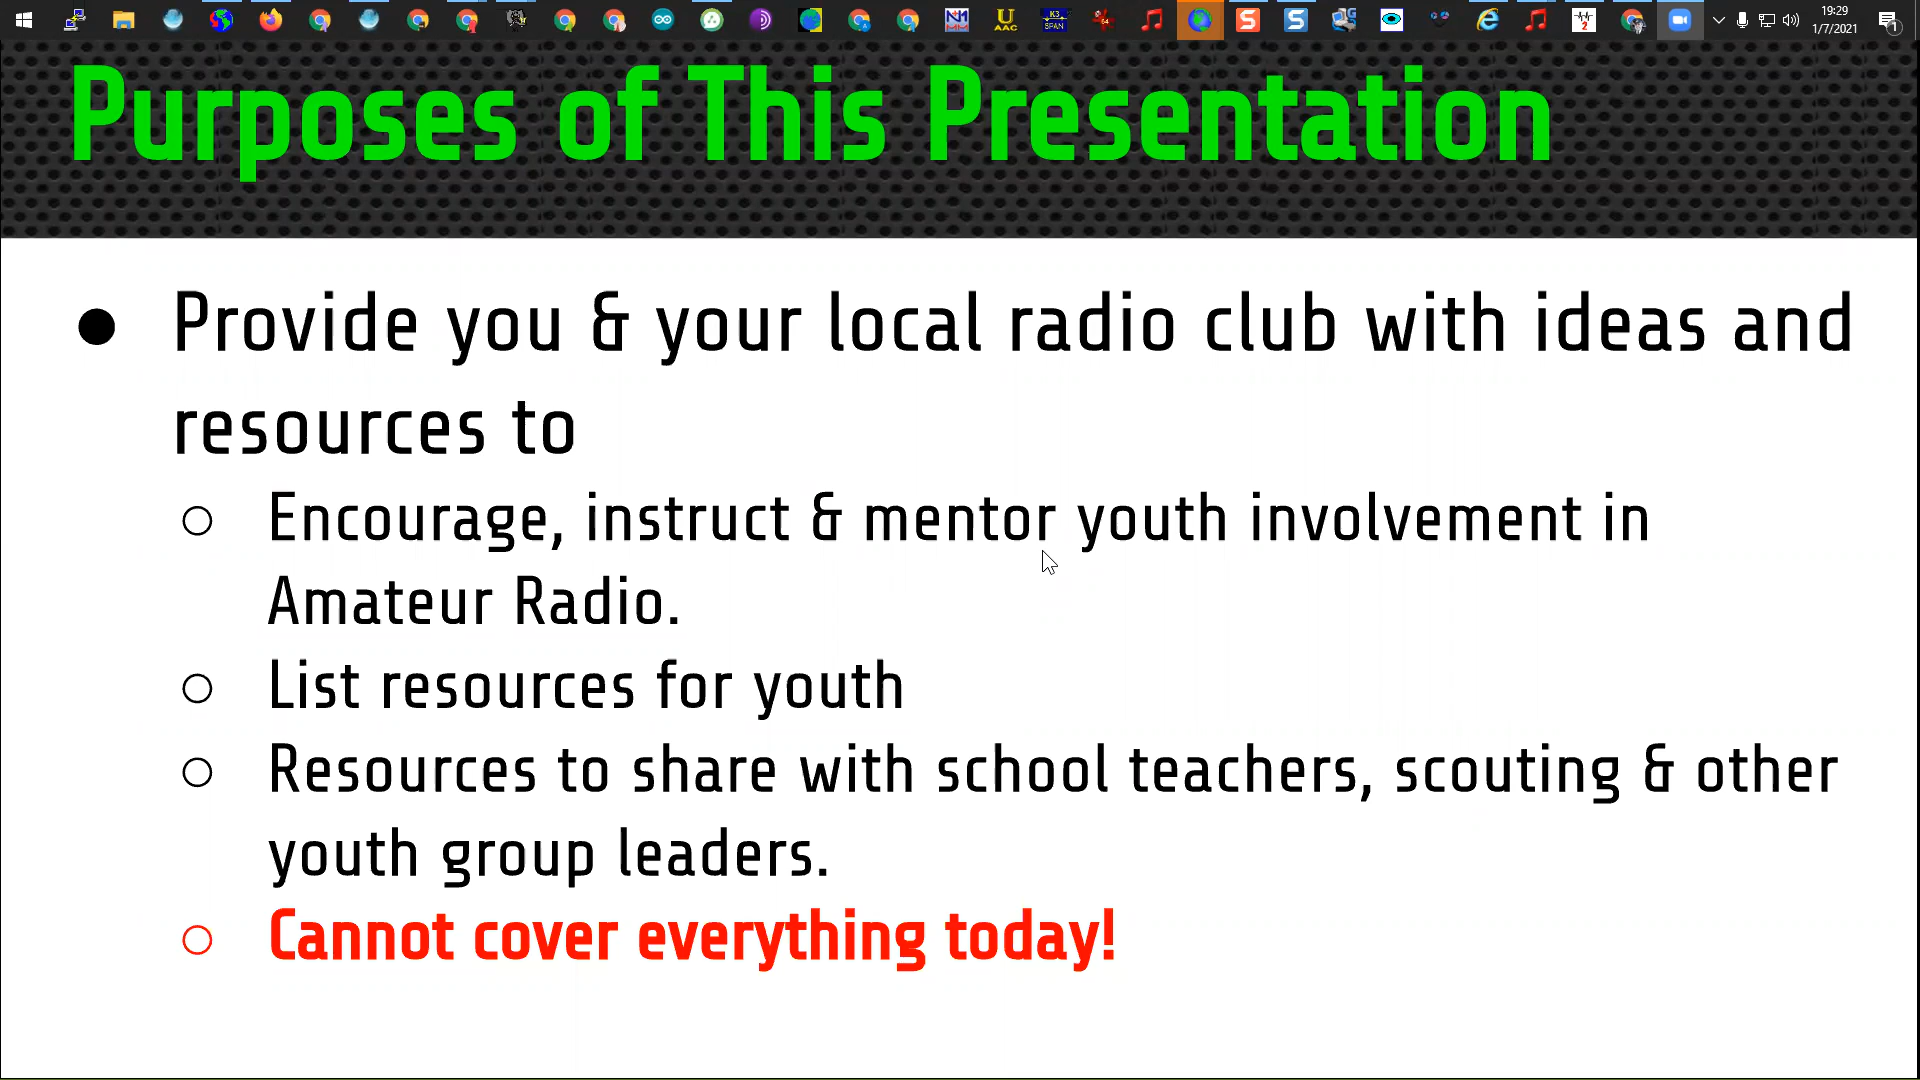 19:29
1/7/2021
Purposes of This Presentation
● Provide you & your local radio club with ideas and
resources to
○ Encourage, instruct & mentor youth involvement in
Amateur Radio.
○ List resources for youth
○ Resources to share with school teachers, scouting & other
youth group leaders.
○ Cannot cover everything today!